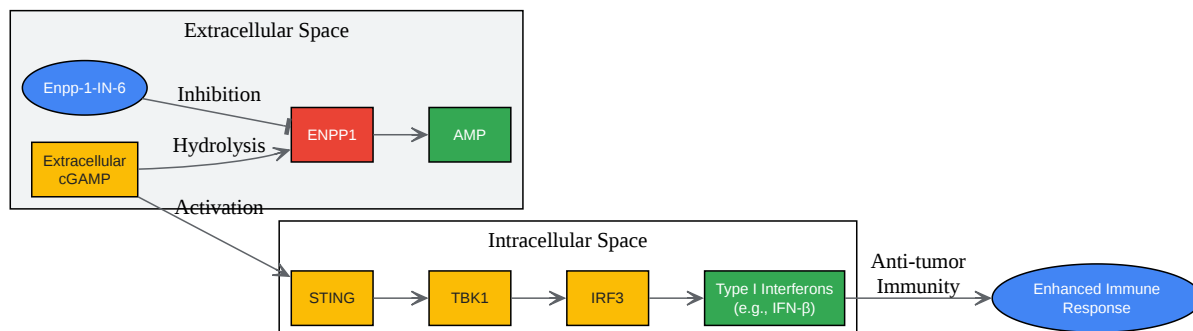 Extracellular Space
Enpp-1-IN-6
Inhibition
ENPP1
AMP
Hydrolysis
Extracellular
cGAMP
Activation
Intracellular Space
STING
TBK1
IRF3
Type I Interferons
(e.g., IFN-β)
Anti-tumor
Immunity
Enhanced Immune
Response